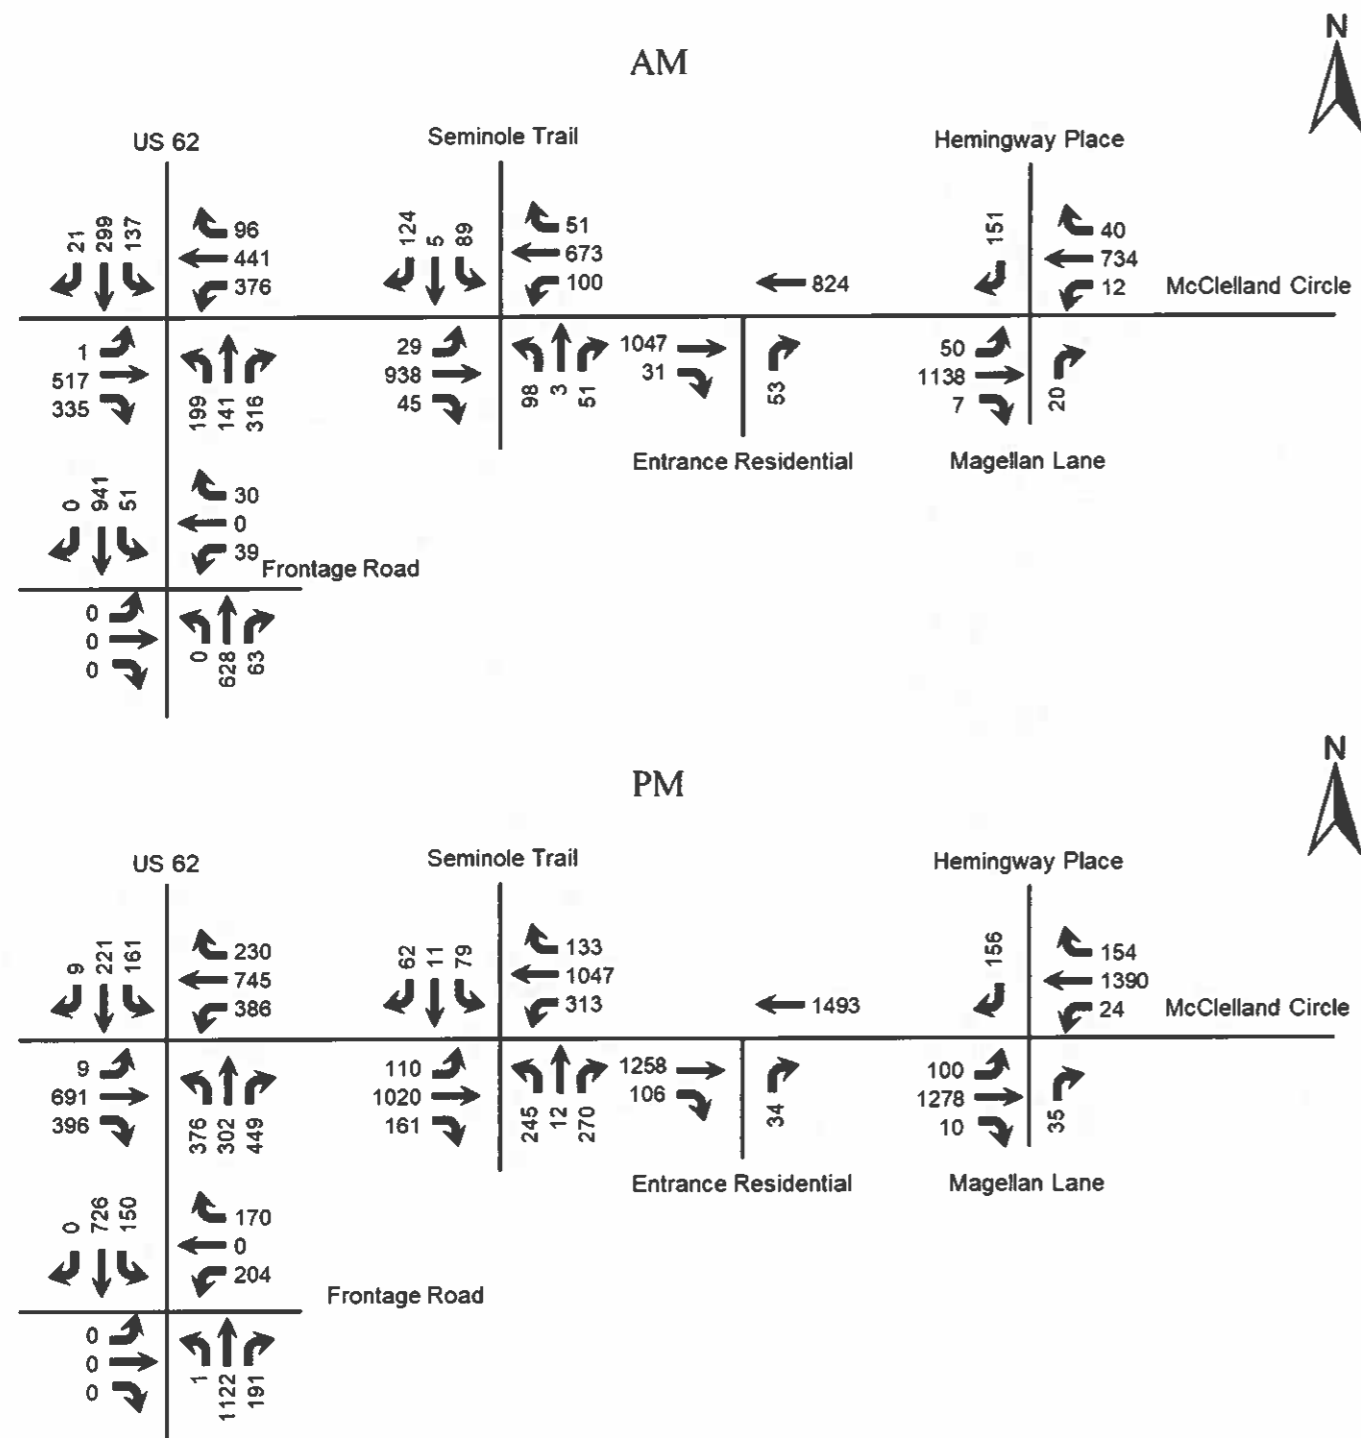 N
AM
US 62
Seminole Trail
Hemingway Place
21 299 137
96
441
376
124 5 89
51
673
100
824
151
40
734
12
McClelland Circle
1
517
335
199 141 316
29
938
45
98 3 51
1047
31
53
50
1138
7
20
Entrance Residential
Magellan Lane
0 941 51
30
0
39
Frontage Road
0
0
0
0 628 63
N
PM
US 62
Seminole Trail
Hemingway Place
9 221 161
230
745
386
62 11 79
133
1047
313
1493
156
154
1390
24
McClelland Circle
9
691
396
376 302 449
110
1020
161
245 12 270
1258
106
34
100
1278
10
35
Entrance Residential
Magellan Lane
0 726 150
170
0
204
Frontage Road
0
0
0
1 1122 191